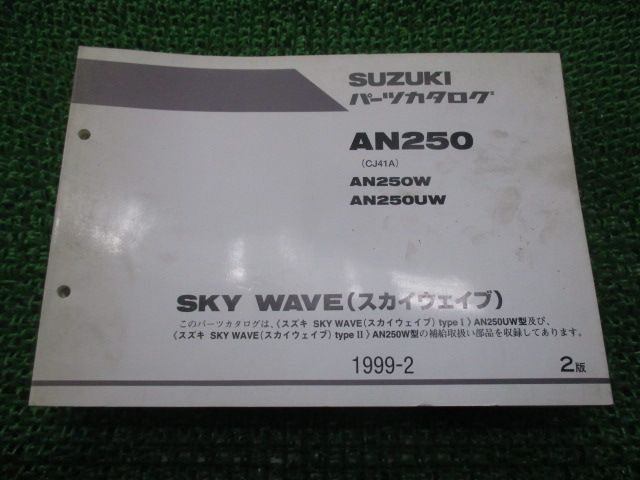 SUZUKI
パーツカタログ
AN250
(CJ41A)
AN250W
AN250UW
SKY WAVE(スカイウェイブ)
このパーツカタログは、〈スズキ SKY WAVE(スカイウェイブ) type I〉AN250UW型及び、
〈スズキ SKY WAVE(スカイウェイブ) type II〉AN250W型の補給取扱い部品を収録してあります。
1999-2
2版